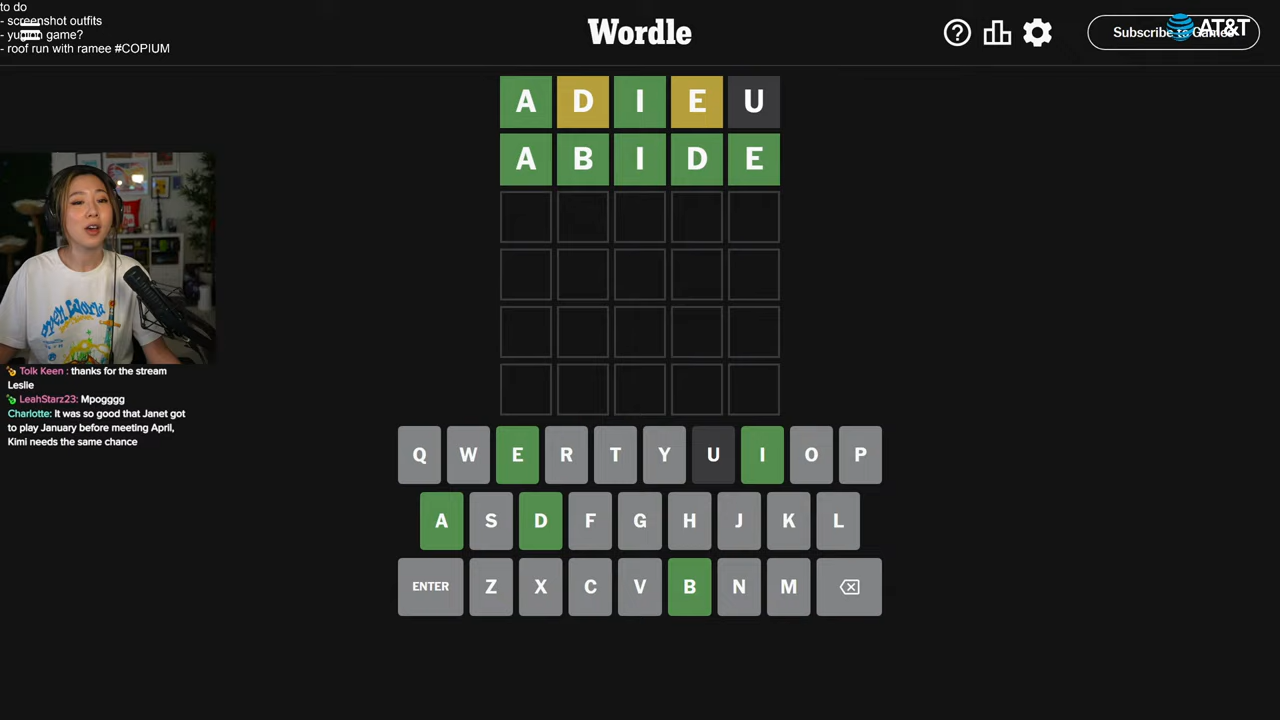 to do
- screenshot outfits
game?
- roof run with ramee #COPIUM
Wordle
Subscribe to Games
AT&T
A D I E U
A B I D E
Tolk Keen : thanks for the stream
Leslie
LeahStarz23: Mpogggg
Charlotte: It was so good that Janet got
to play January before meeting April,
Kimi needs the same chance
Q W E R T Y U I O P
A S D F G H J K L
ENTER Z X C V B N M